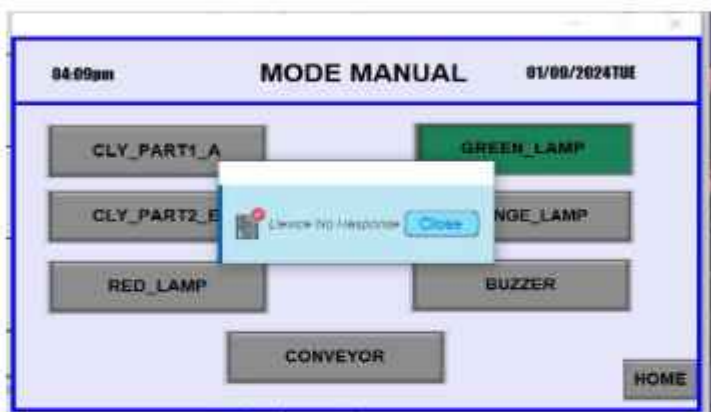 04:09pm MODE MANUAL 01/09/2024TUE
CLY_PART1_A GREEN_LAMP
Device No Response Close
CLY_PART2_E NGE_LAMP
RED_LAMP BUZZER
CONVEYOR
HOME